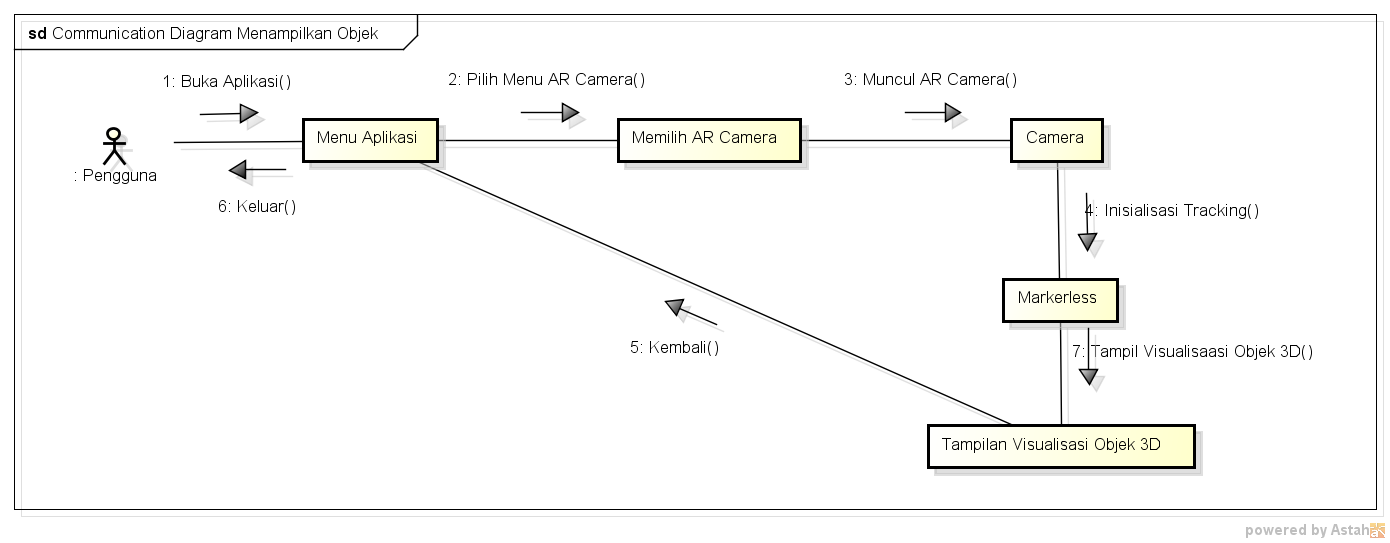 sd Communication Diagram Menampilkan Objek
1: Buka Aplikasi()
2: Pilih Menu AR Camera()
3: Muncul AR Camera()
Menu Aplikasi
Memilih AR Camera
Camera
: Pengguna
6: Keluar()
4: Inisialisasi Tracking()
Markerless
5: Kembali()
7: Tampil Visualisaasi Objek 3D()
Tampilan Visualisasi Objek 3D
powered by Astah